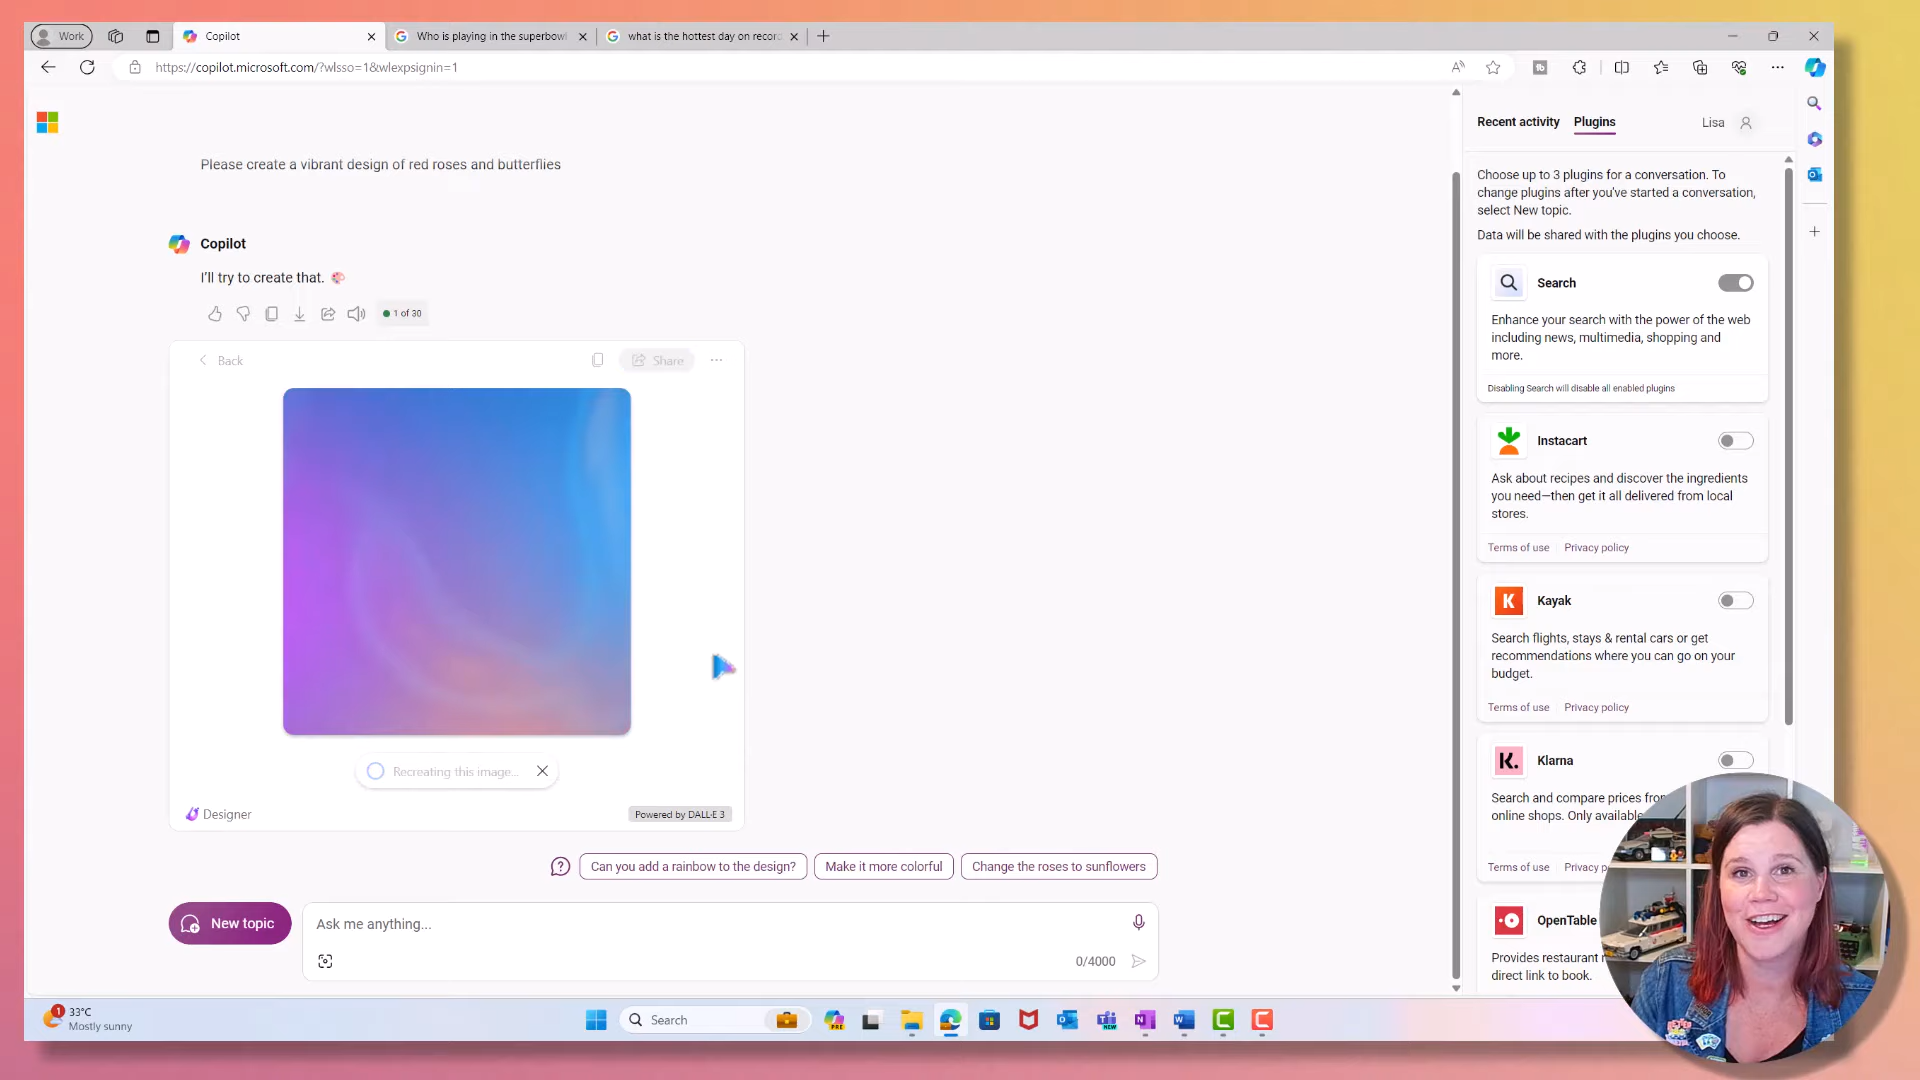 Work
Copilot
Who is playing in the superbowl
what is the hottest day on recor
https://copilot.microsoft.com/?wlsso=1&wlexpsignin=1
Please create a vibrant design of red roses and butterflies
Copilot
I'll try to create that.
1 of 30
Back
Share
Recreating this image...
Designer
Powered by DALL·E 3
Can you add a rainbow to the design?
Make it more colorful
Change the roses to sunflowers
New topic
Ask me anything...
0/4000
Recent activity
Plugins
Lisa
Choose up to 3 plugins for a conversation. To
change plugins after you've started a conversation,
select New topic.
Data will be shared with the plugins you choose.
Search
Enhance your search with the power of the web
including news, multimedia, shopping and
more.
Disabling Search will disable all enabled plugins
Instacart
Ask about recipes and discover the ingredients
you need—then get it all delivered from local
stores.
Terms of use
Privacy policy
K
Kayak
Search flights, stays & rental cars or get
recommendations where you can go on your
budget.
Terms of use
Privacy policy
K.
Klarna
Search and compare prices from
online shops. Only available
Terms of use
Privacy p
OpenTable
Provides restaurant r
direct link to book.
1
33°C
Mostly sunny
Search
PRE
NEW